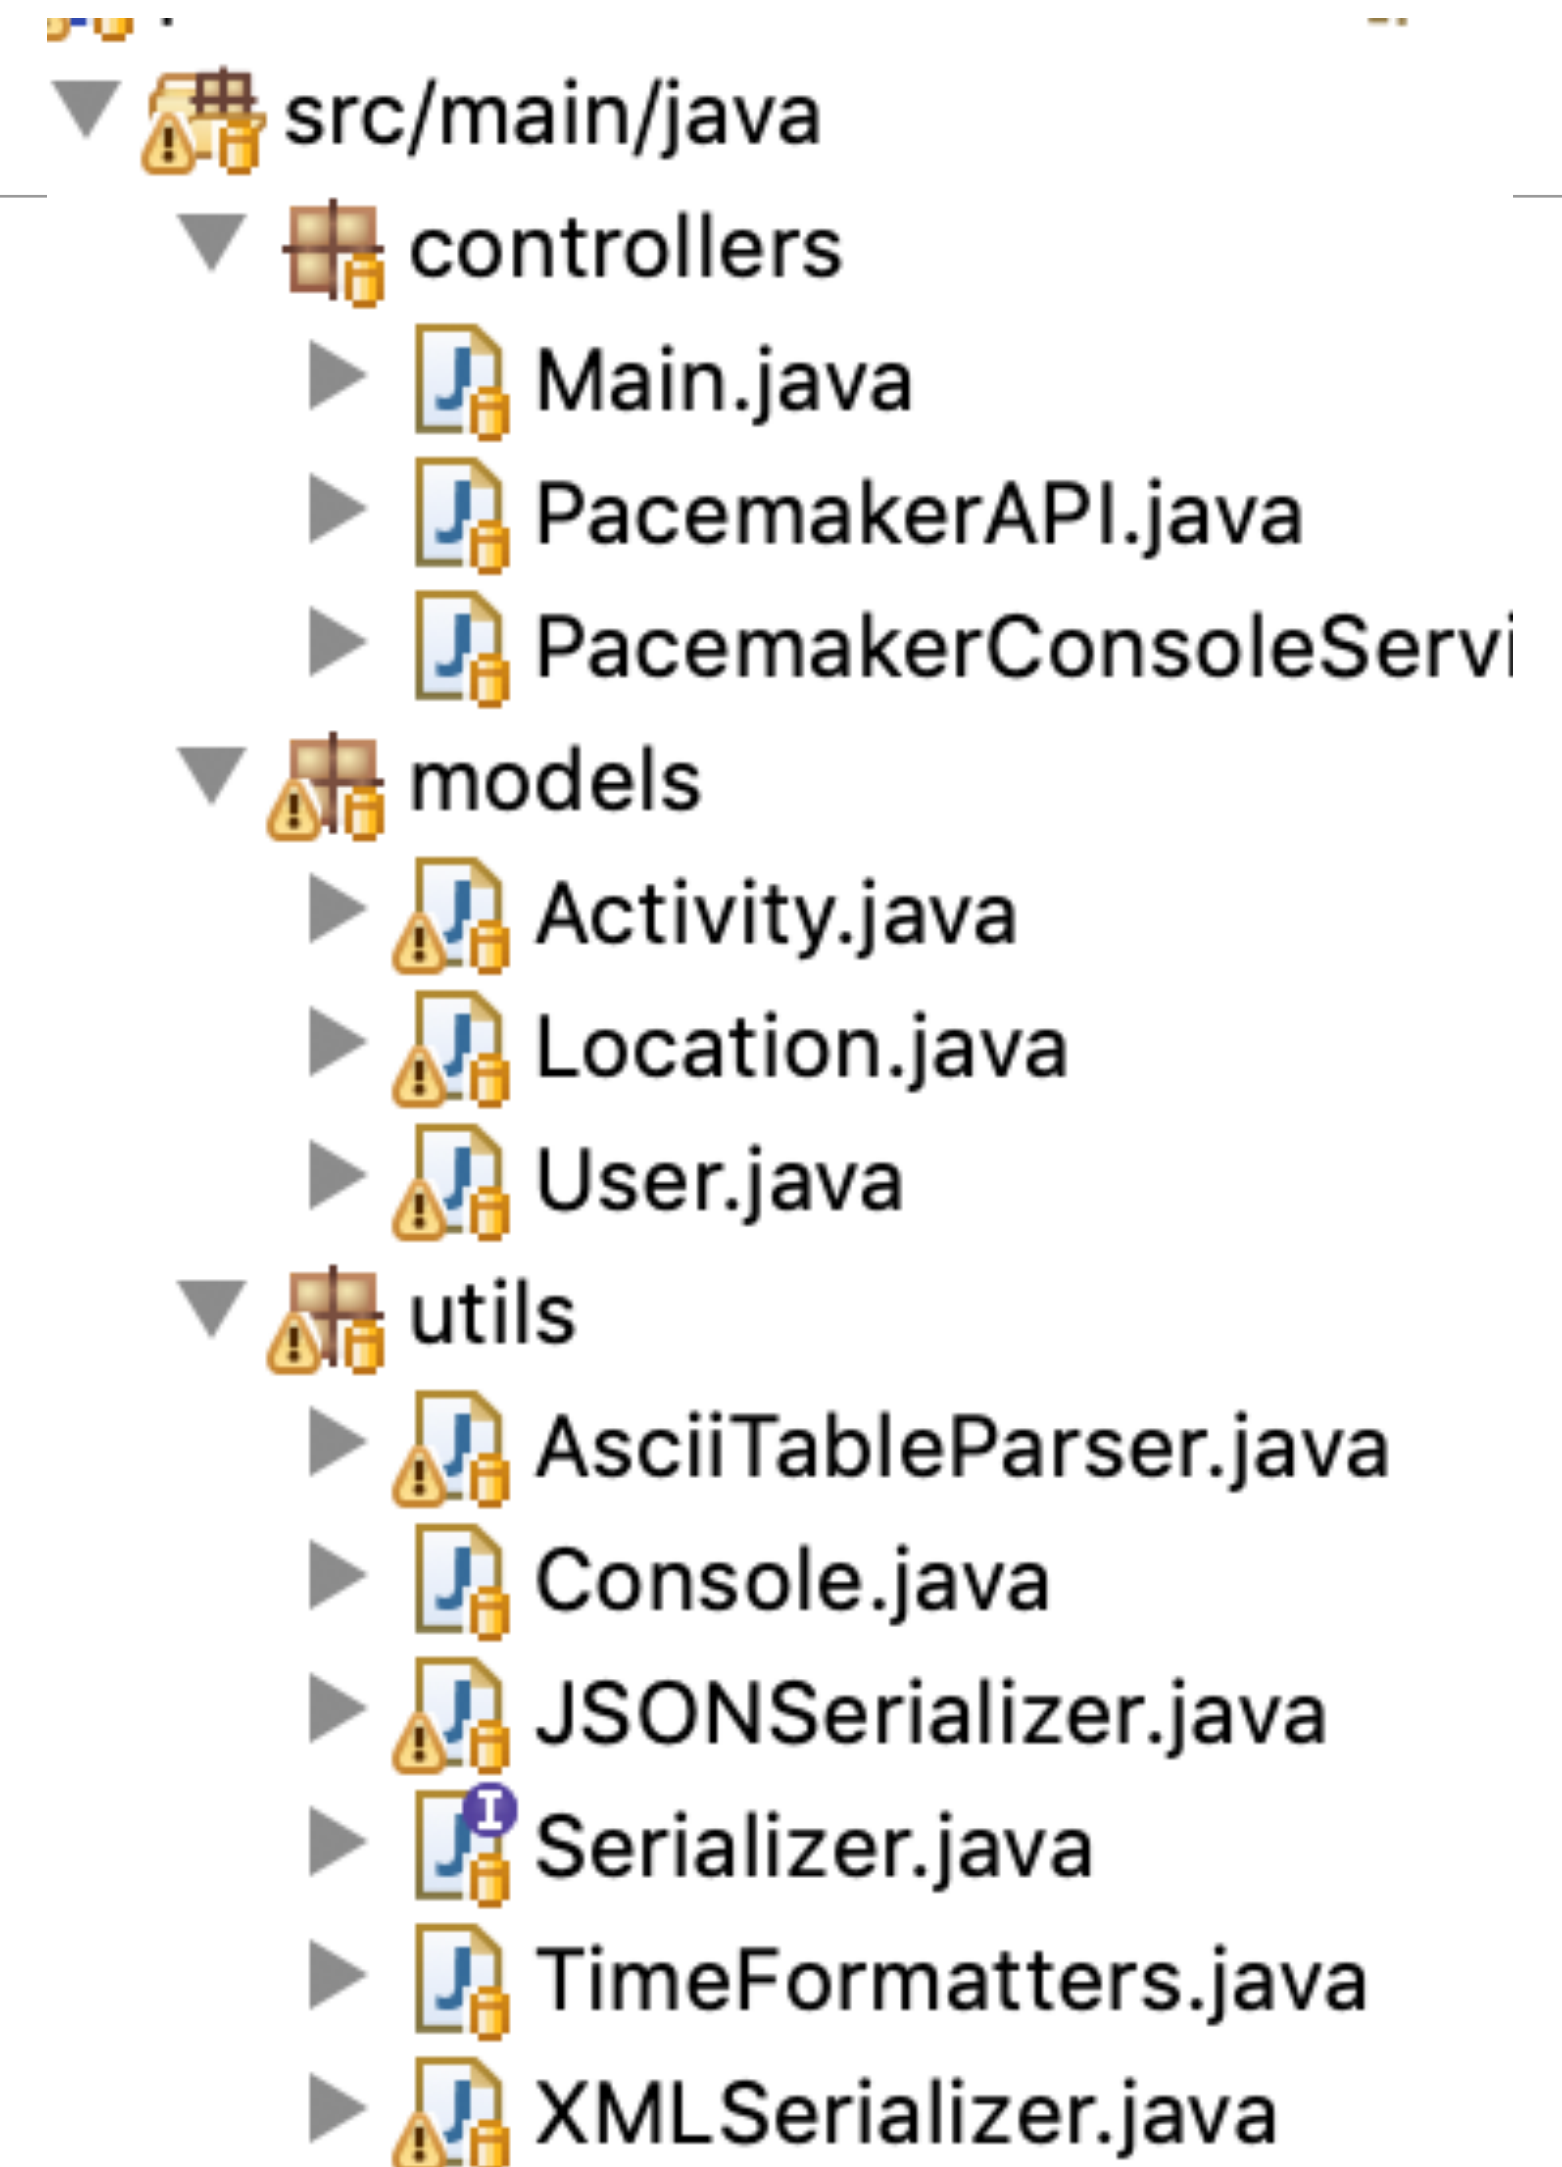 src/main/java
controllers
Main.java
PacemakerAPI.java
PacemakerConsoleServi
models
Activity.java
Location.java
User.java
utils
AsciiTableParser.java
Console.java
JSONSerializer.java
Serializer.java
TimeFormatters.java
XMLSerializer.java